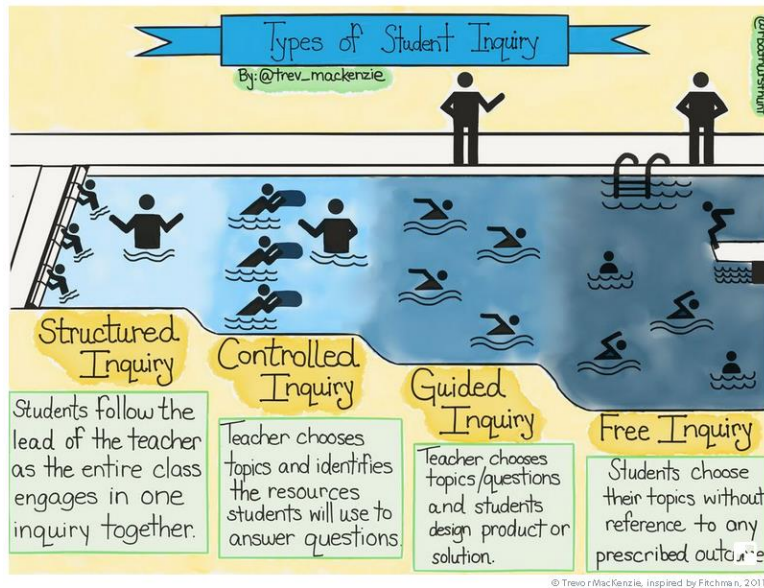 Types of Student Inquiry
By: @trev_mackenzie
Structured
Inquiry
Students follow the
lead of the teacher
as the entire class
engages in one
inquiry together.
Controlled
Inquiry
Teacher chooses
topics and identifies
the resources
students will use to
answer questions.
Guided
Inquiry
Teacher chooses
topics/questions
and students
design product or
solution.
Free Inquiry
Students choose
their topics without
reference to any
prescribed outcome
© Trevor MacKenzie, inspired by Fitchman, 2011